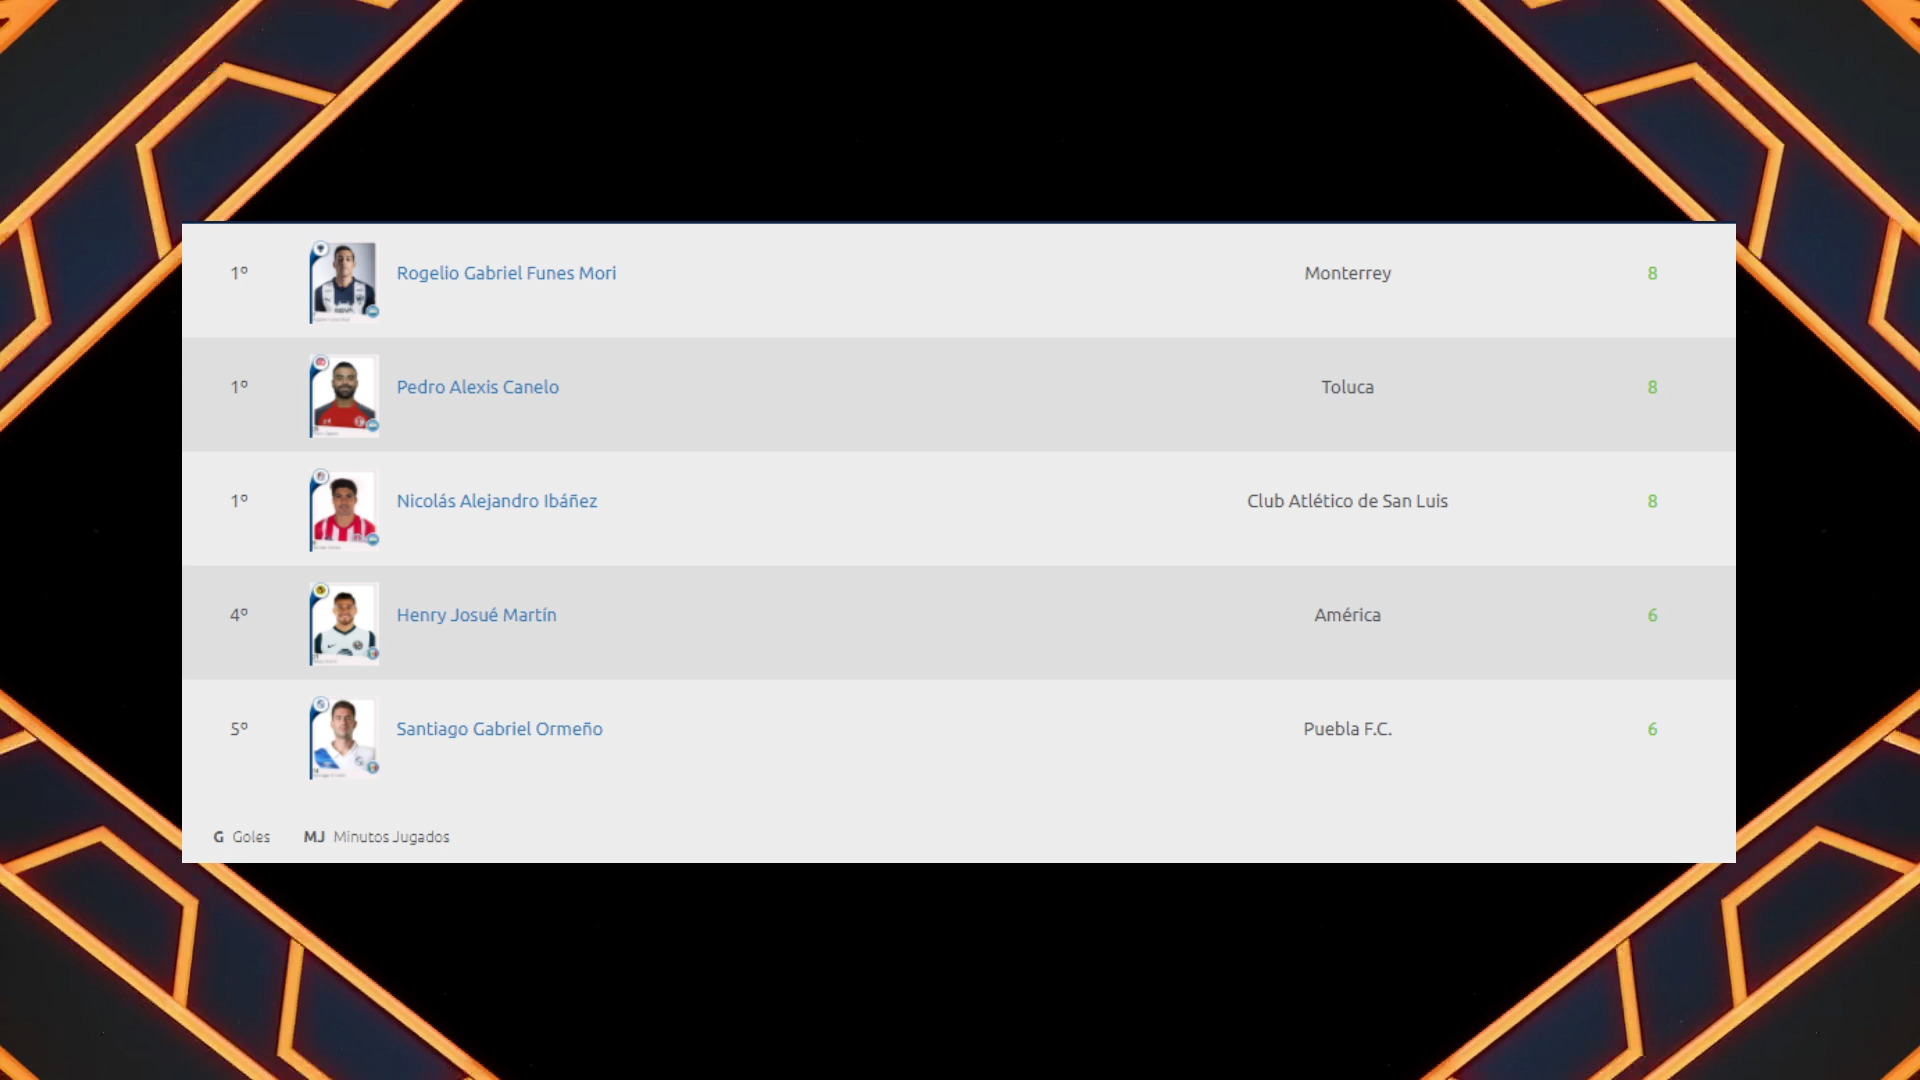 1º Rogelio Gabriel Funes Mori Monterrey 8
1º Pedro Alexis Canelo Toluca 8
1º Nicolás Alejandro Ibáñez Club Atlético de San Luis 8
4º Henry Josué Martín América 6
5º Santiago Gabriel Ormeño Puebla F.C. 6
G Goles MJ Minutos Jugados